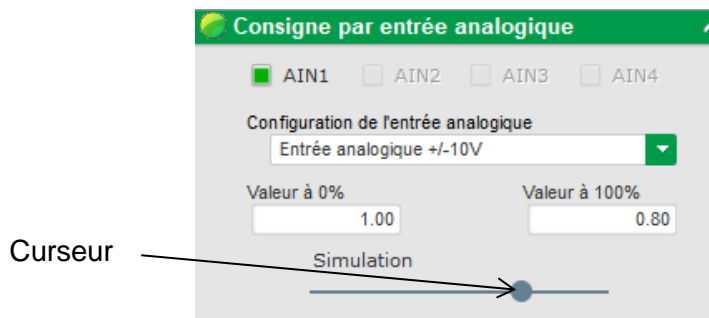 Consigne par entrée analogique
AIN1 AIN2 AIN3 AIN4
Configuration de l'entrée analogique
Entrée analogique +/-10V
Valeur à 0% Valeur à 100%
1.00 0.80
Curseur
Simulation